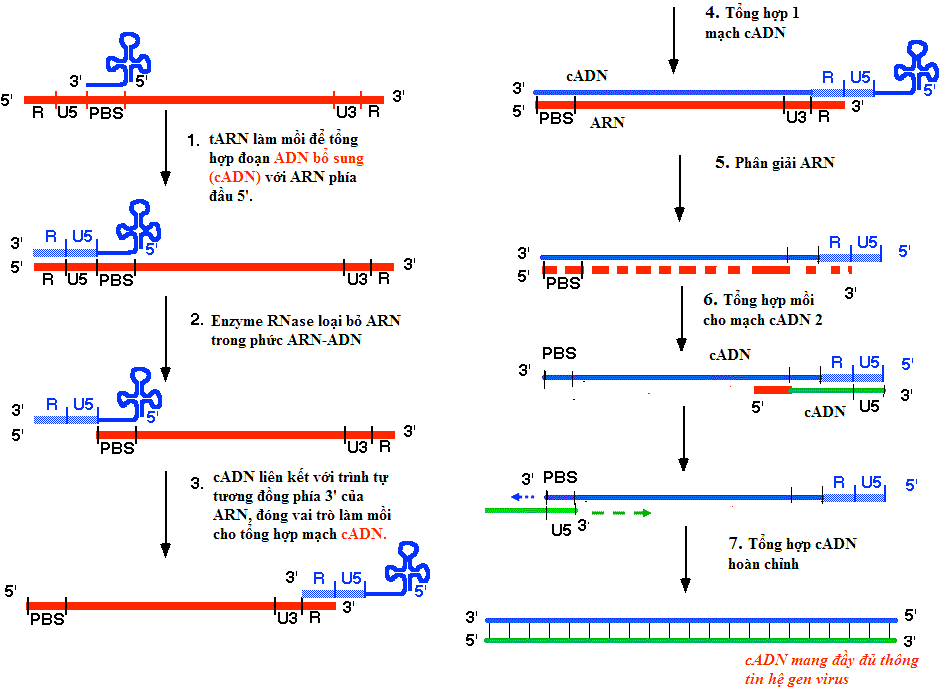 3'
5'
5'
3'
R
U5
PBS
U3
R
1. tARN làm mồi để tổng
hợp đoạn ADN bổ sung
(cADN) với ARN phía
đầu 5'.
R
U5
3'
5'
5'
3'
R
U5
PBS
U3
R
2. Enzyme RNase loại bỏ ARN
trong phức ARN-ADN
R
U5
3'
5'
5'
3'
PBS
U3
R
3. cADN liên kết với trình tự
tương đồng phía 3' của
ARN, đóng vai trò làm mồi
cho tổng hợp mạch cADN.
3'
R
U5
5'
5'
3'
PBS
U3
R
4. Tổng hợp 1
mạch cADN
cADN
R
U5
3'
5'
5'
3'
PBS
ARN
U3
R
5. Phân giải ARN
R
U5
5'
3'
5'
PBS
3'
6. Tổng hợp mồi
cho mạch cADN 2
PBS
cADN
R
U5
5'
3'
5'
cADN
U5
3'
3'
PBS
R
U5
5'
U5
3'
7. Tổng hợp cADN
hoàn chỉnh
3'
5'
5'
3'
cADN mang đầy đủ thông
tin hệ gen virus